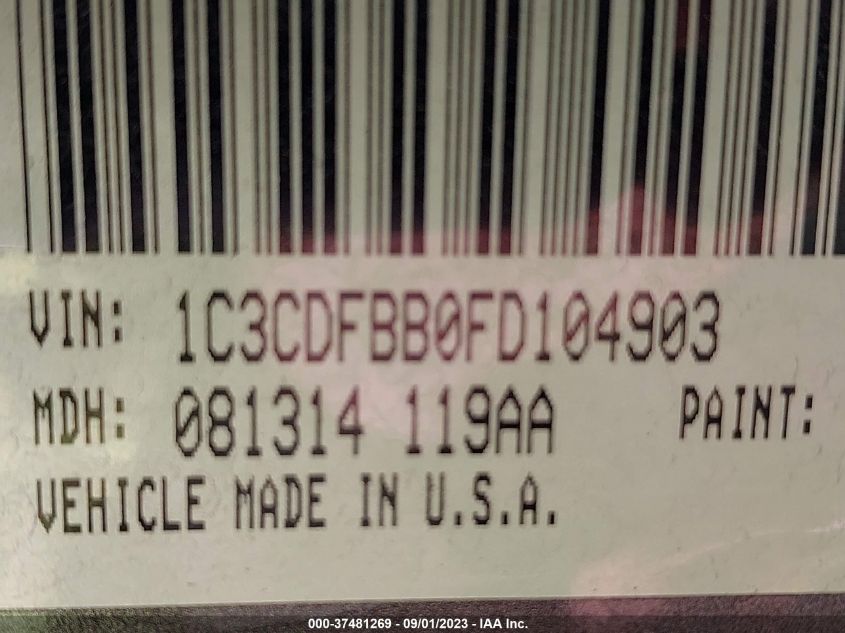 VIN: 1C3CDFBB0FD104903
MDH: 081314 119AA PAINT:
VEHICLE MADE IN U.S.A.
000-37481269 - 09/01/2023 - IAA Inc.